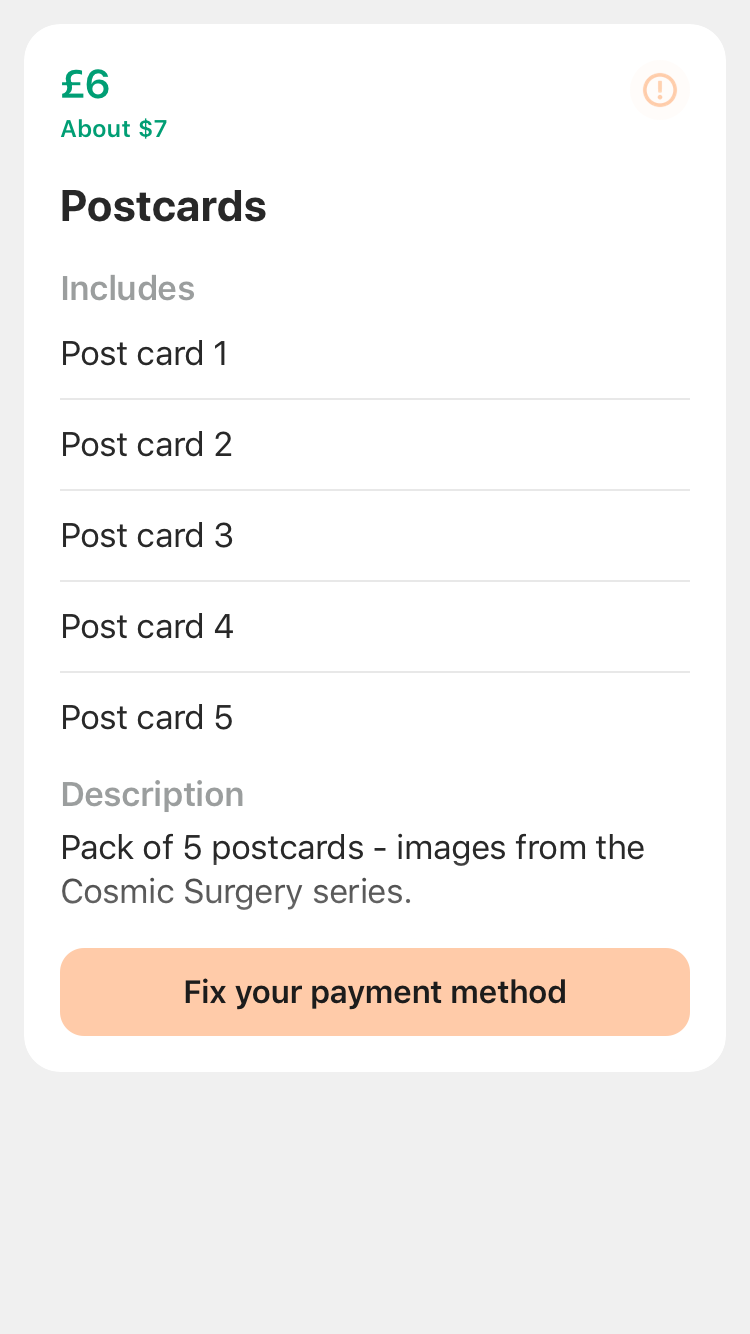 £6
About $7
Postcards
Includes
Post card 1
Post card 2
Post card 3
Post card 4
Post card 5
Description
Pack of 5 postcards - images from the
Cosmic Surgery series.
Fix your payment method